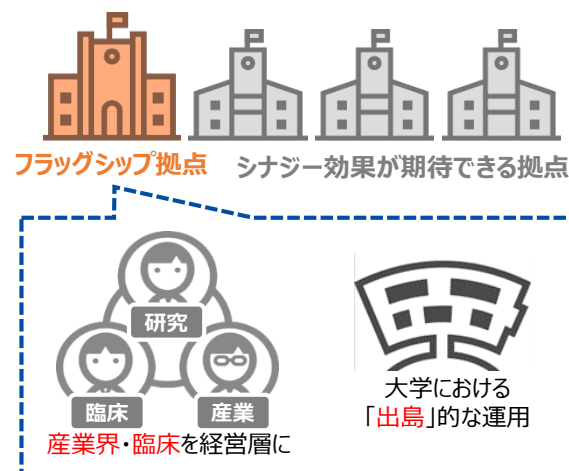 フラッグシップ拠点
シナジー効果が期待できる拠点
研究
臨床
産業
産業界・臨床を経営層に
大学における
「出島」的な運用